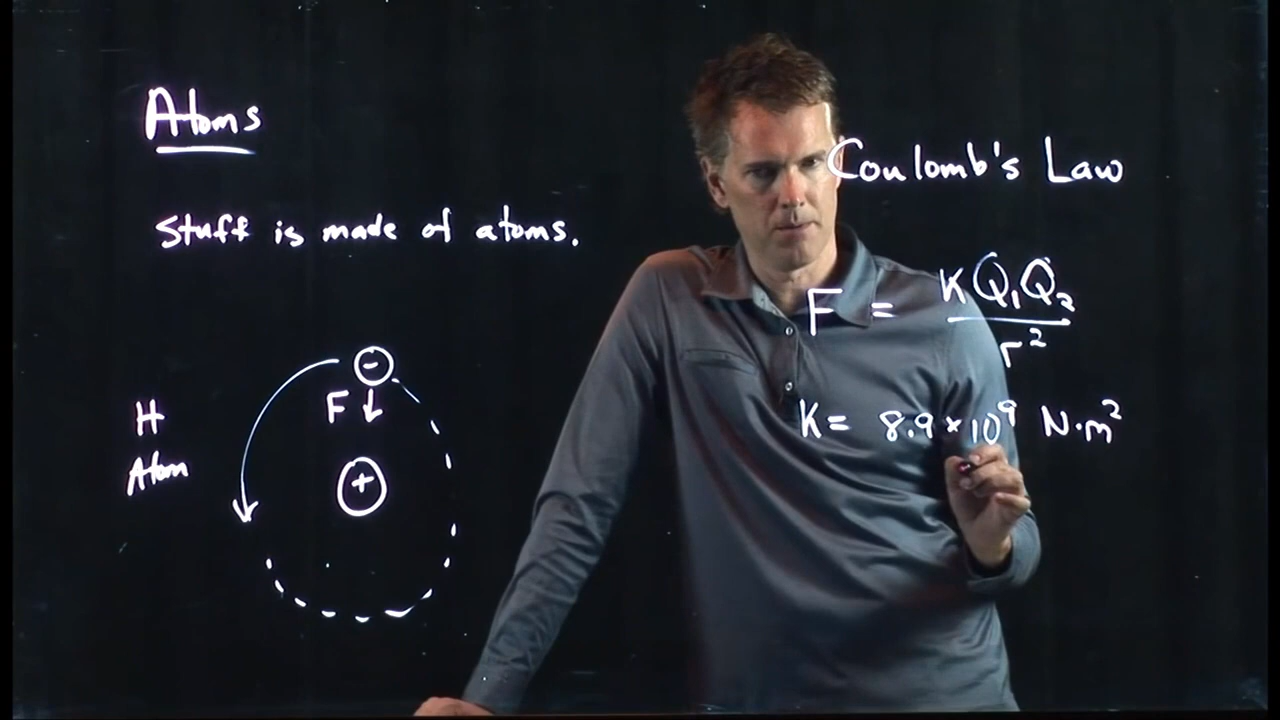 Atoms
Stuff is made of atoms.
H
Atom
-
F
+
Coulomb's Law
F = KQ₁Q₂
r²
K = 8.9 × 10⁹ N·m²